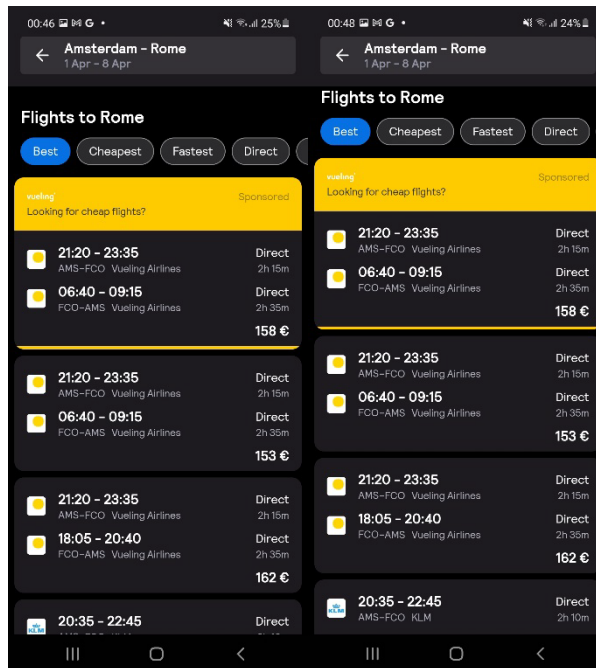 00:46 G • 25%
Amsterdam – Rome
1 Apr – 8 Apr
Flights to Rome
Best Cheapest Fastest Direct
vueling Sponsored
Looking for cheap flights?
21:20 – 23:35 Direct
AMS–FCO Vueling Airlines 2h 15m
06:40 – 09:15 Direct
FCO–AMS Vueling Airlines 2h 35m
158 €
21:20 – 23:35 Direct
AMS–FCO Vueling Airlines 2h 15m
06:40 – 09:15 Direct
FCO–AMS Vueling Airlines 2h 35m
153 €
21:20 – 23:35 Direct
AMS–FCO Vueling Airlines 2h 15m
18:05 – 20:40 Direct
FCO–AMS Vueling Airlines 2h 35m
162 €
KLM 20:35 – 22:45 Direct
00:48 G • 24%
Amsterdam – Rome
1 Apr – 8 Apr
Flights to Rome
Best Cheapest Fastest Direct
vueling Sponsored
Looking for cheap flights?
21:20 – 23:35 Direct
AMS–FCO Vueling Airlines 2h 15m
06:40 – 09:15 Direct
FCO–AMS Vueling Airlines 2h 35m
158 €
21:20 – 23:35 Direct
AMS–FCO Vueling Airlines 2h 15m
06:40 – 09:15 Direct
FCO–AMS Vueling Airlines 2h 35m
153 €
21:20 – 23:35 Direct
AMS–FCO Vueling Airlines 2h 15m
18:05 – 20:40 Direct
FCO–AMS Vueling Airlines 2h 35m
162 €
KLM 20:35 – 22:45 Direct
AMS–FCO KLM 2h 10m